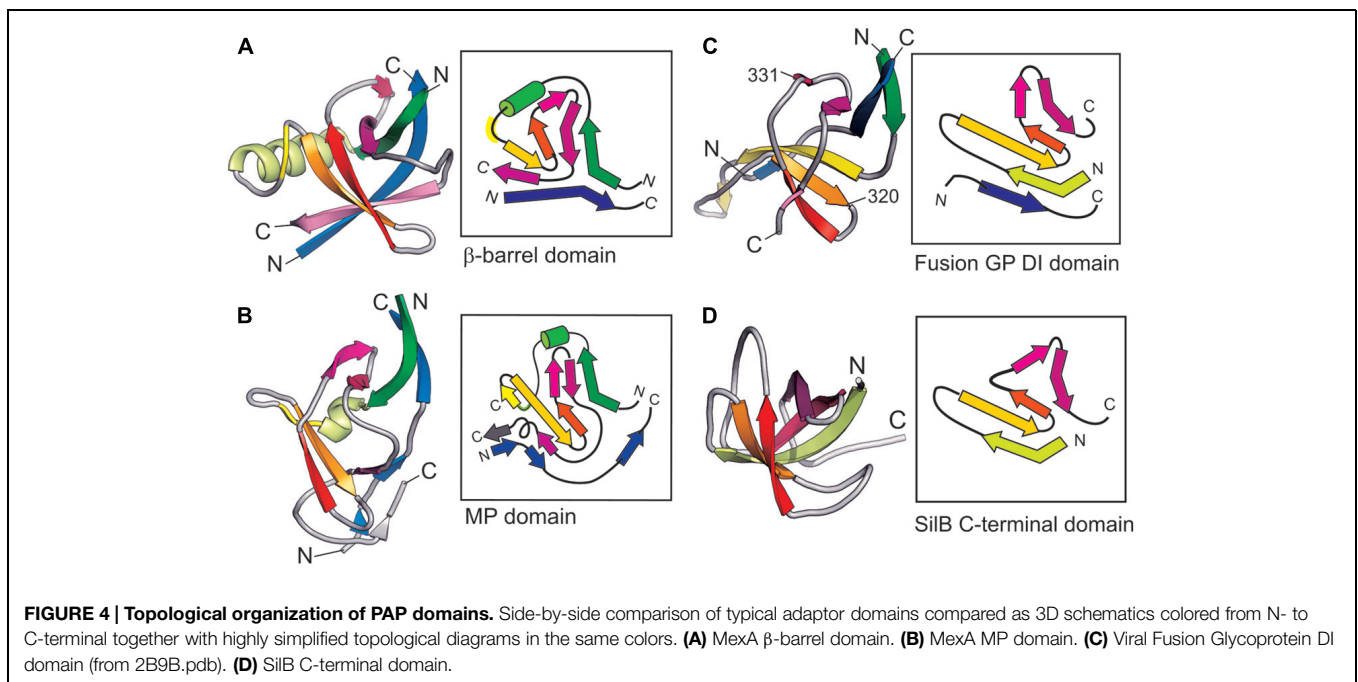 A
C
N
C
N
C
N
N
C
β-barrel domain
C
N
C
331
N
320
C
C
N
C
N
Fusion GP DI domain
B
C
N
C
N
C
C
N
N
C
MP domain
D
N
C
C
N
SilB C-terminal domain
FIGURE 4 | Topological organization of PAP domains. Side-by-side comparison of typical adaptor domains compared as 3D schematics colored from N- to
C-terminal together with highly simplified topological diagrams in the same colors. (A) MexA β-barrel domain. (B) MexA MP domain. (C) Viral Fusion Glycoprotein DI
domain (from 2B9B.pdb). (D) SilB C-terminal domain.